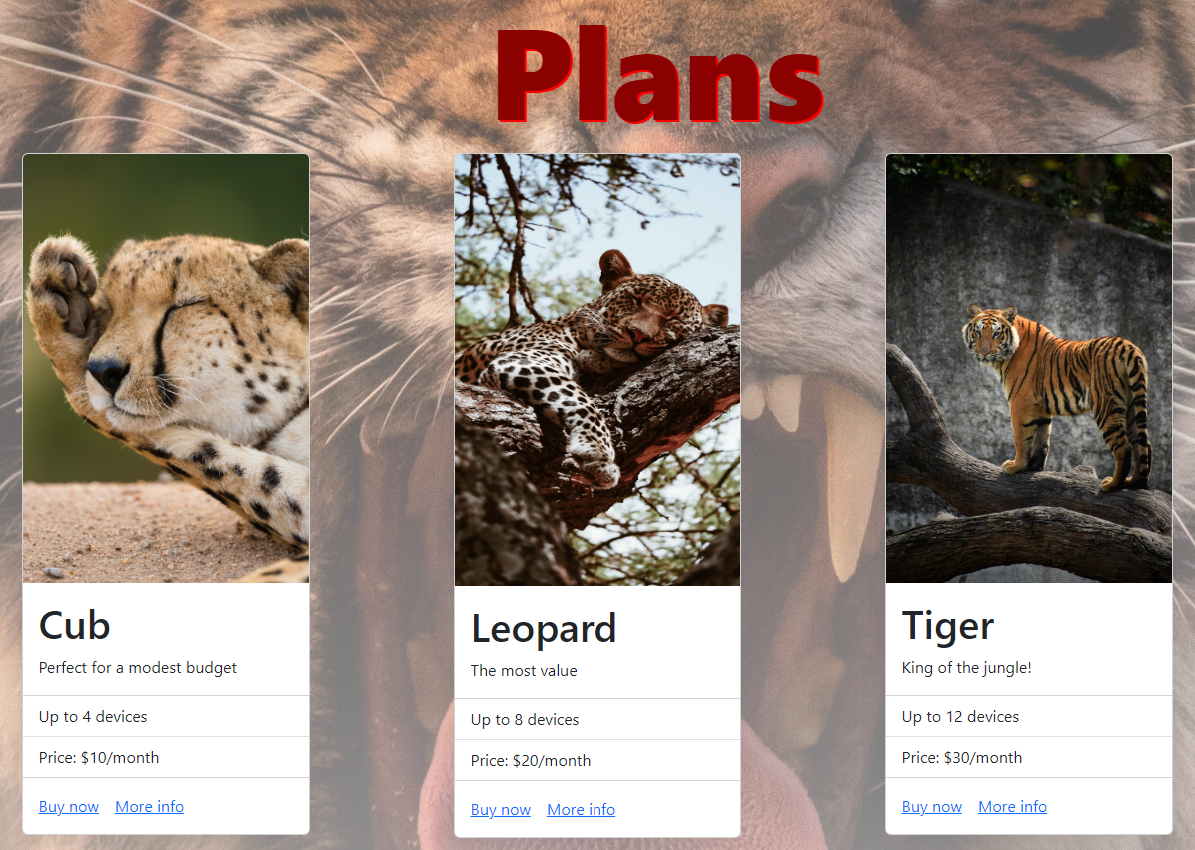 Plans
Cub
Perfect for a modest budget
Up to 4 devices
Price: $10/month
Buy now More info
Leopard
The most value
Up to 8 devices
Price: $20/month
Buy now More info
Tiger
King of the jungle!
Up to 12 devices
Price: $30/month
Buy now More info